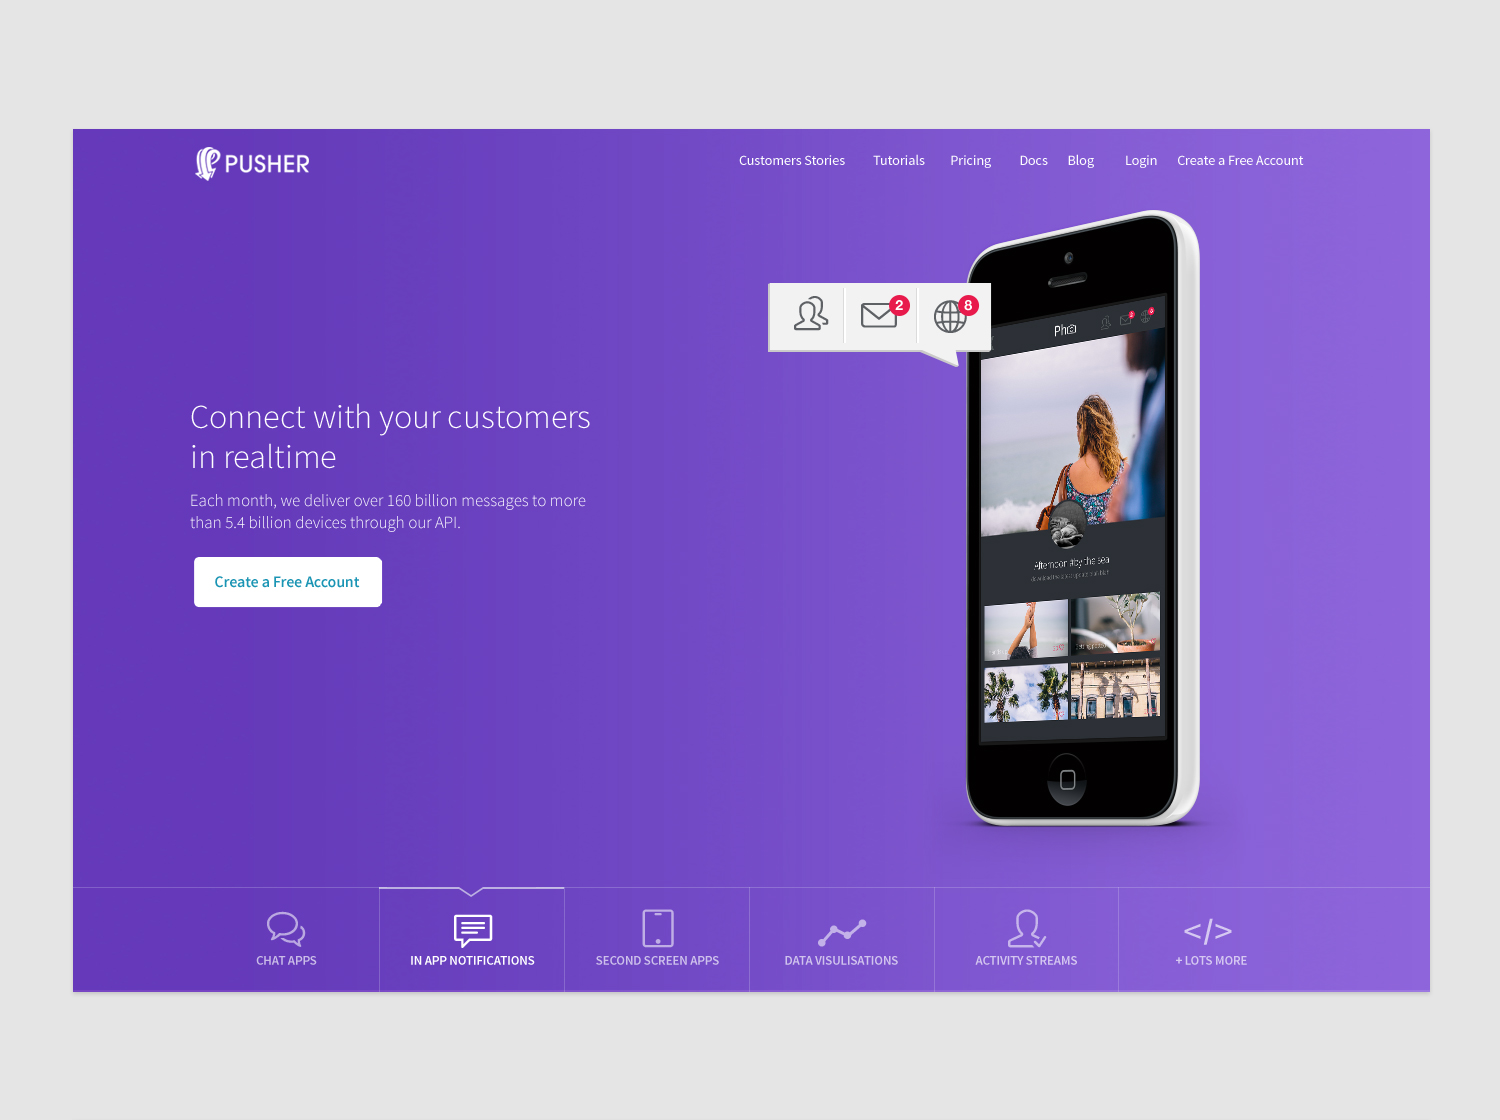 PUSHER
Customers Stories Tutorials Pricing Docs Blog Login Create a Free Account
2 8
Connect with your customers
in realtime
Each month, we deliver over 160 billion messages to more
than 5.4 billion devices through our API.
Create a Free Account
Afternoon #by the sea
CHAT APPS IN APP NOTIFICATIONS SECOND SCREEN APPS DATA VISULISATIONS ACTIVITY STREAMS </> + LOTS MORE